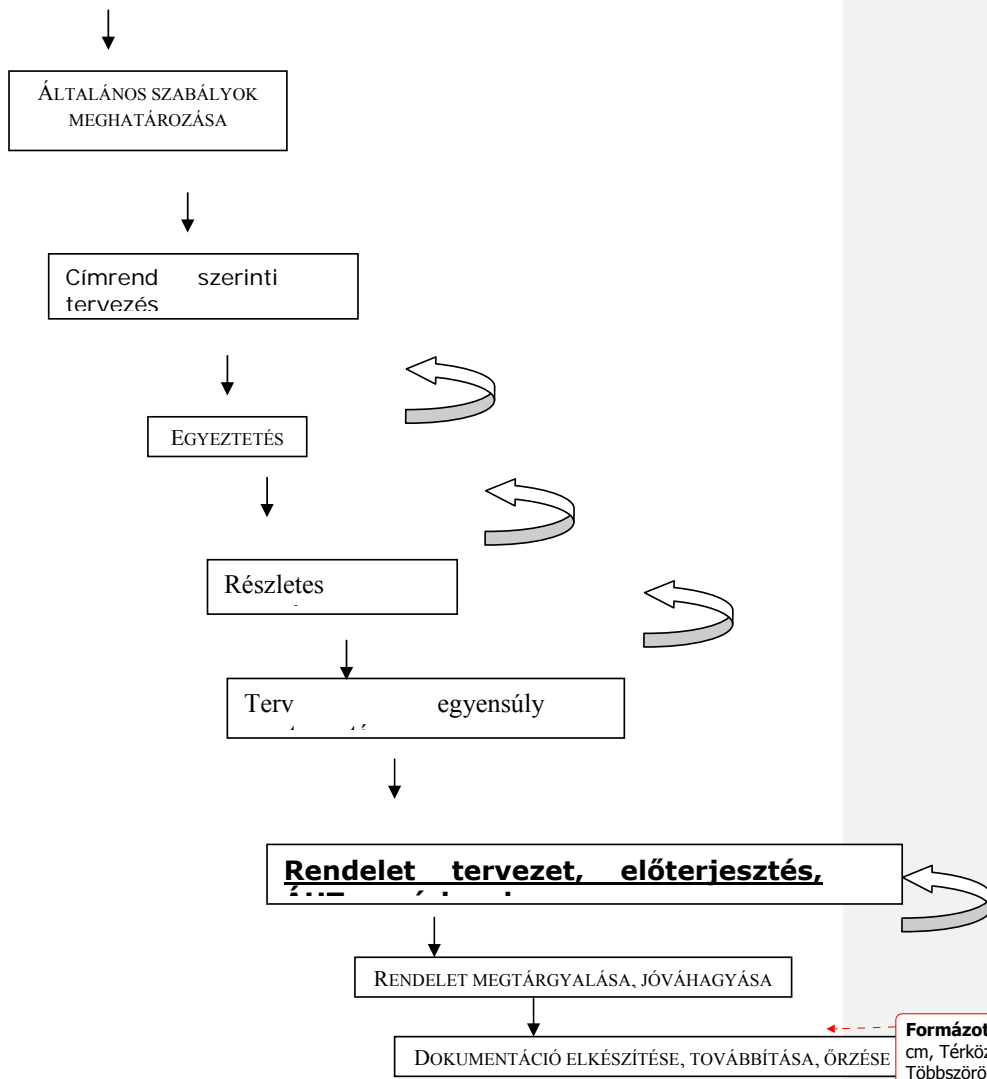 ÁLTALÁNOS SZABÁLYOK
MEGHATÁROZÁSA
Címrend szerinti
tervezés
EGYEZTETÉS
Részletes
Terv egyensúly
Rendelet tervezet, előterjesztés,
RENDELET MEGTÁRGYALÁSA, JÓVÁHAGYÁSA
DOKUMENTÁCIÓ ELKÉSZÍTÉSE, TOVÁBBÍTÁSA, ŐRZÉSE
Formázot
cm, Térköz
Többszörö